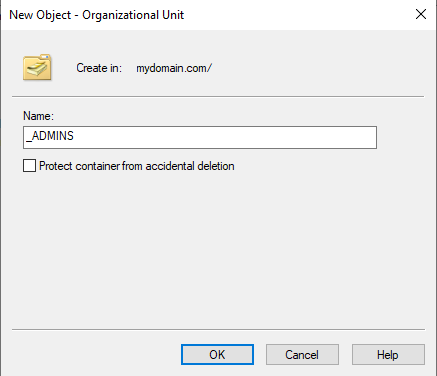 New Object - Organizational Unit
Create in: mydomain.com/
Name:
_ADMINS
Protect container from accidental deletion
OK Cancel Help